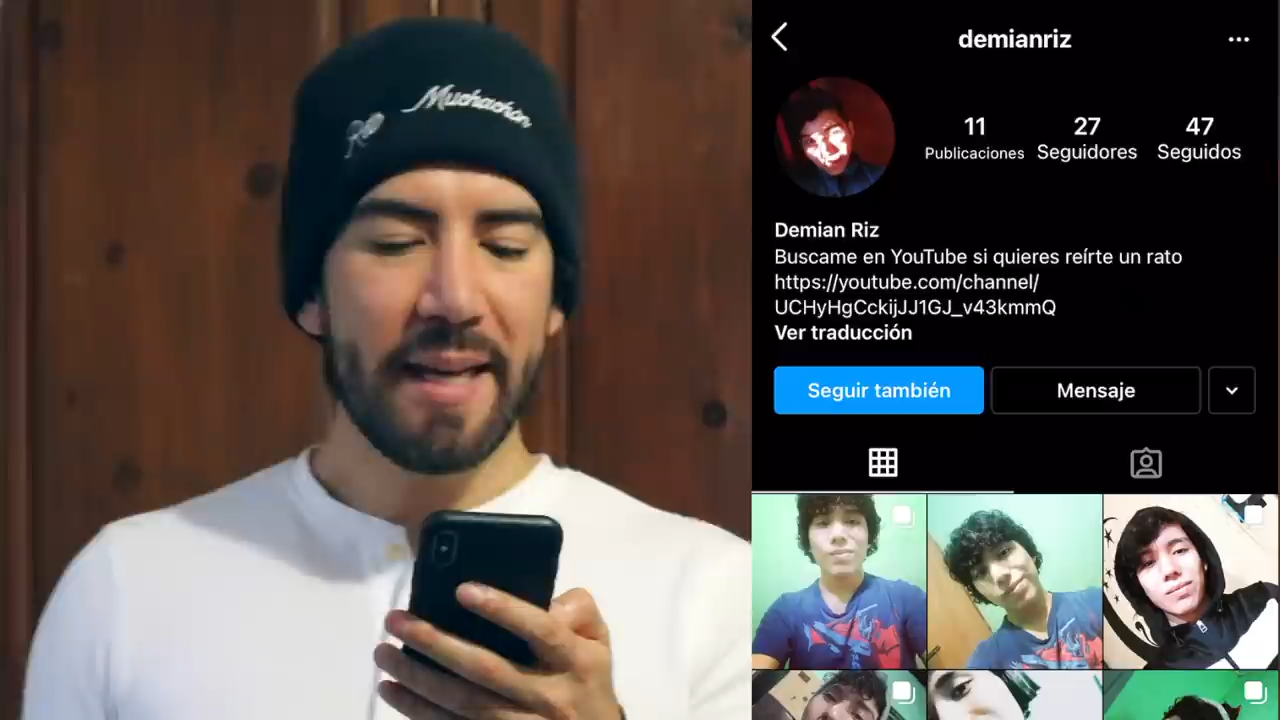 Muchachón
demianriz
11
27
47
Publicaciones
Seguidores
Seguidos
Demian Riz
Buscame en YouTube si quieres reírte un rato
https://youtube.com/channel/
UCHyHgCckijJJ1GJ_v43kmmQ
Ver traducción
Seguir también
Mensaje